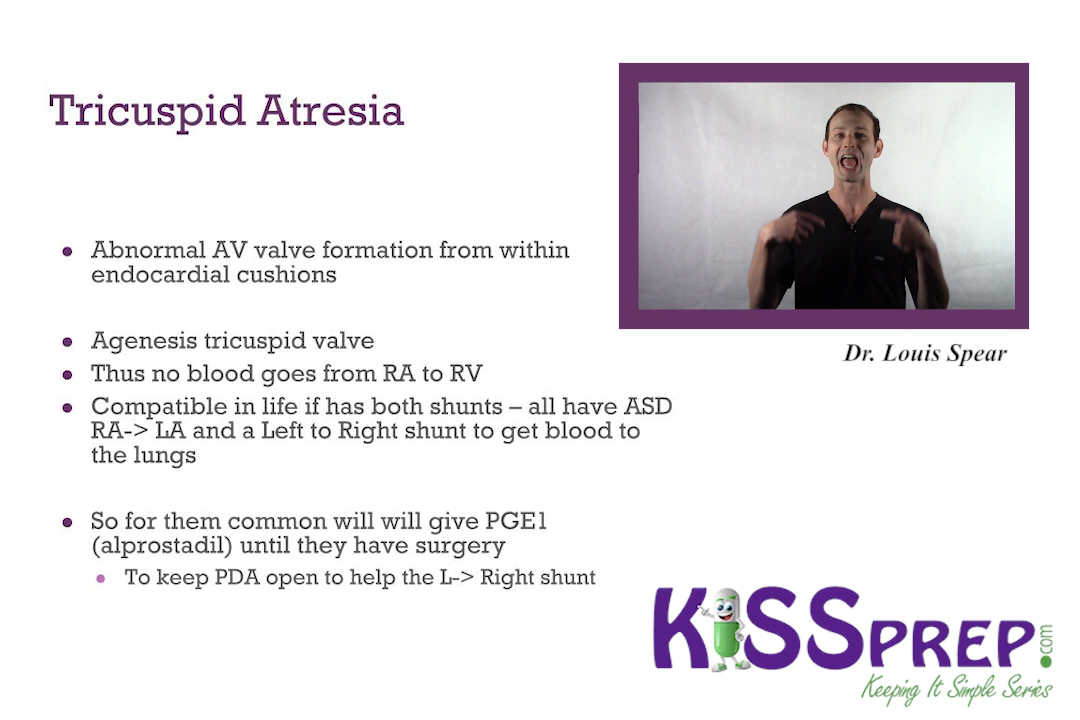 Tricuspid Atresia
Abnormal AV valve formation from within
endocardial cushions
Agenesis tricuspid valve
Thus no blood goes from RA to RV
Compatible in life if has both shunts – all have ASD
RA-> LA and a Left to Right shunt to get blood to
the lungs
So for them common will will give PGE1
(alprostadil) until they have surgery
To keep PDA open to help the L-> Right shunt
Dr. Louis Spear
KISSPREP.com
Keeping It Simple Series